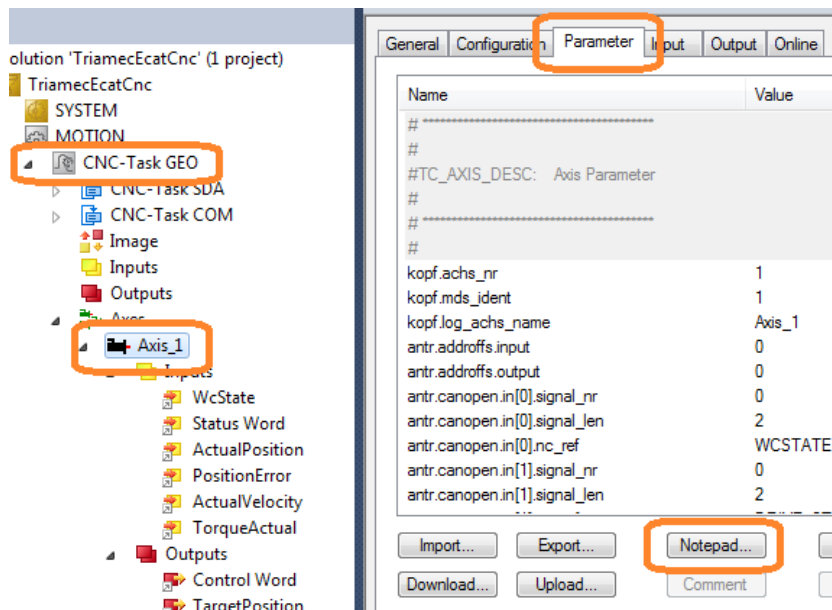 olution 'TriamecEcatCnc' (1 project)
TriamecEcatCnc
SYSTEM
MOTION
CNC-Task GEO
CNC-Task SDA
CNC-Task COM
Image
Inputs
Outputs
Axes
Axis_1
Inputs
WcState
Status Word
ActualPosition
PositionError
ActualVelocity
TorqueActual
Outputs
Control Word
TargetPosition
General Configuration Parameter Input Output Online
Name Value
# ****************************************
#
#TC_AXIS_DESC: Axis Parameter
#
# ****************************************
#
kopf.achs_nr 1
kopf.mds_ident 1
kopf.log_achs_name Axis_1
antr.addroffs.input 0
antr.addroffs.output 0
antr.canopen.in[0].signal_nr 0
antr.canopen.in[0].signal_len 2
antr.canopen.in[0].nc_ref WCSTATE
antr.canopen.in[1].signal_nr 0
antr.canopen.in[1].signal_len 2
Import... Export... Notepad...
Download... Upload... Comment